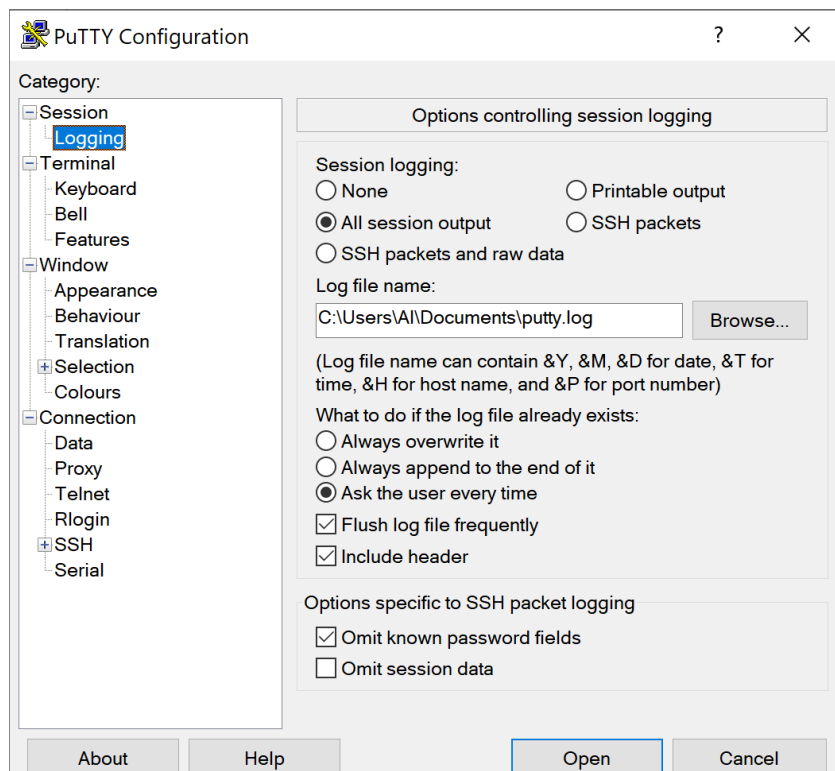 PuTTY Configuration
?
Category:
Session
Logging
Terminal
Keyboard
Bell
Features
Window
Appearance
Behaviour
Translation
Selection
Colours
Connection
Data
Proxy
Telnet
Rlogin
SSH
Serial
Options controlling session logging
Session logging:
None
Printable output
All session output
SSH packets
SSH packets and raw data
Log file name:
C:\Users\Al\Documents\putty.log
Browse...
(Log file name can contain &Y, &M, &D for date, &T for
time, &H for host name, and &P for port number)
What to do if the log file already exists:
Always overwrite it
Always append to the end of it
Ask the user every time
Flush log file frequently
Include header
Options specific to SSH packet logging
Omit known password fields
Omit session data
About
Help
Open
Cancel